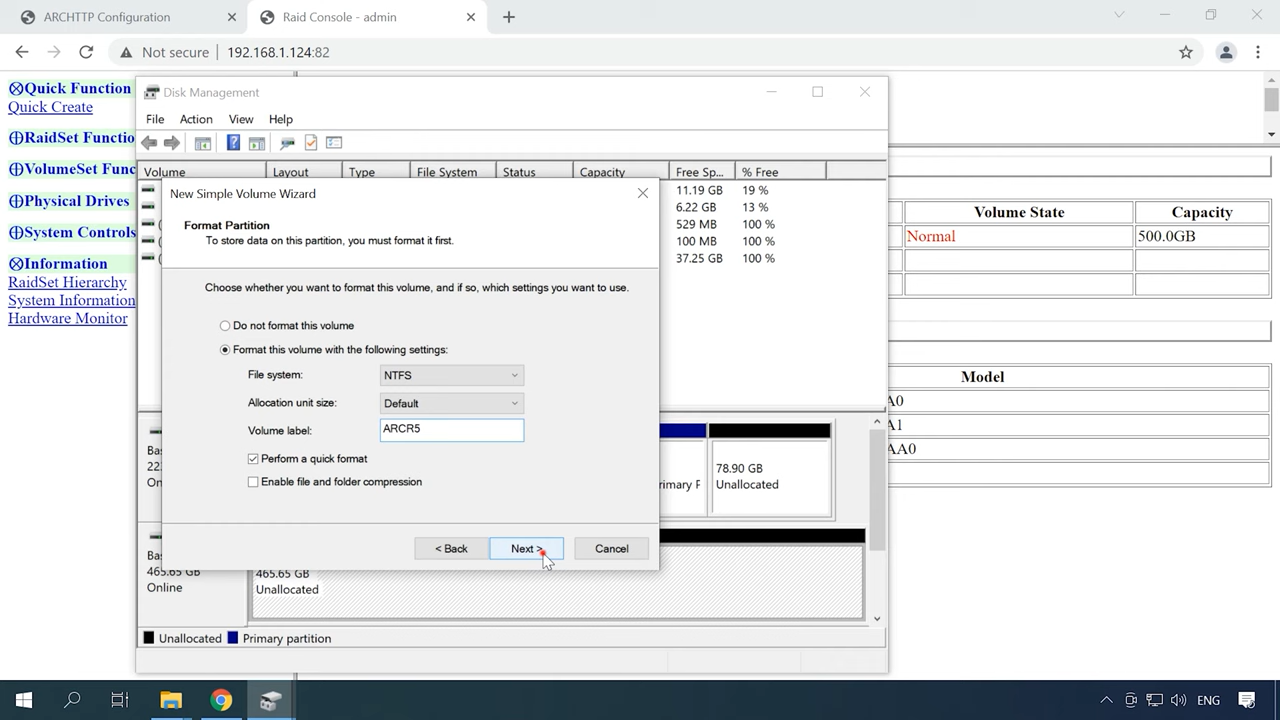 ARCHTTP Configuration
Raid Console - admin
Not secure
192.168.1.124:82
Quick Function
Quick Create
RaidSet Functio
VolumeSet Func
Physical Drives
System Controls
Information
RaidSet Hierarchy
System Information
Hardware Monitor
Disk Management
File Action View Help
Volume Layout Type File System Status Capacity Free Sp... % Free
11.19 GB 19 %
6.22 GB 13 %
529 MB 100 %
100 MB 100 %
37.25 GB 100 %
New Simple Volume Wizard
Format Partition
To store data on this partition, you must format it first.
Choose whether you want to format this volume, and if so, which settings you want to use.
Do not format this volume
Format this volume with the following settings:
File system: NTFS
Allocation unit size: Default
Volume label: ARCR5
Perform a quick format
Enable file and folder compression
< Back Next > Cancel
Volume State Capacity
Normal 500.0GB
Model
A0
A1
AA0
Bas
22
On
rimary P
78.90 GB
Unallocated
Bas
465.65 GB
Online
465.65 GB
Unallocated
Unallocated Primary partition
ENG